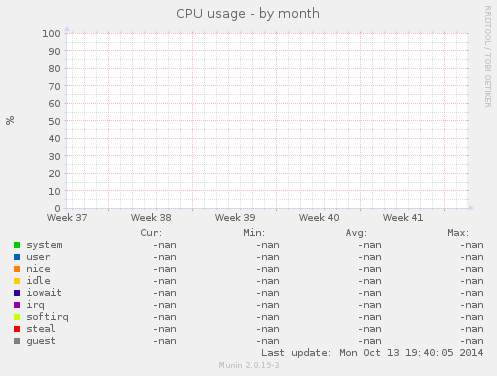 CPU usage - by month
RRDTOOL / TOBI OETIKER
%
100
90
80
70
60
50
40
30
20
10
0
Week 37 Week 38 Week 39 Week 40 Week 41
Cur: Min: Avg: Max:
system -nan -nan -nan -nan
user -nan -nan -nan -nan
nice -nan -nan -nan -nan
idle -nan -nan -nan -nan
iowait -nan -nan -nan -nan
irq -nan -nan -nan -nan
softirq -nan -nan -nan -nan
steal -nan -nan -nan -nan
guest -nan -nan -nan -nan
Last update: Mon Oct 13 19:40:05 2014
Munin 2.0.19-3